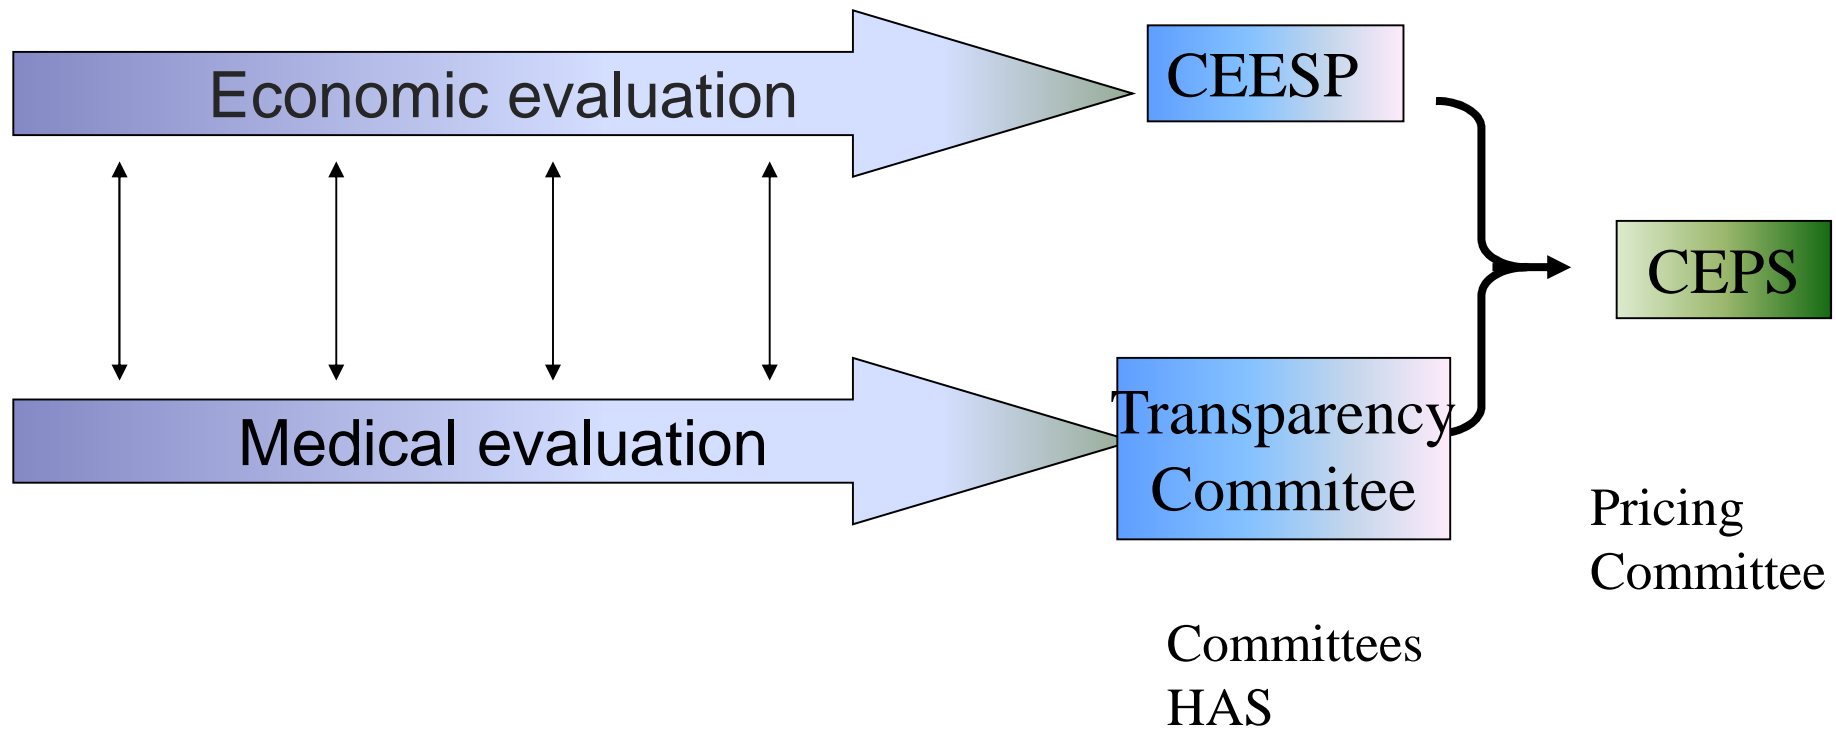 Economic evaluation
CEESP
CEPS
Medical evaluation
Transparency
Commitee
Pricing
Committee
Committees
HAS